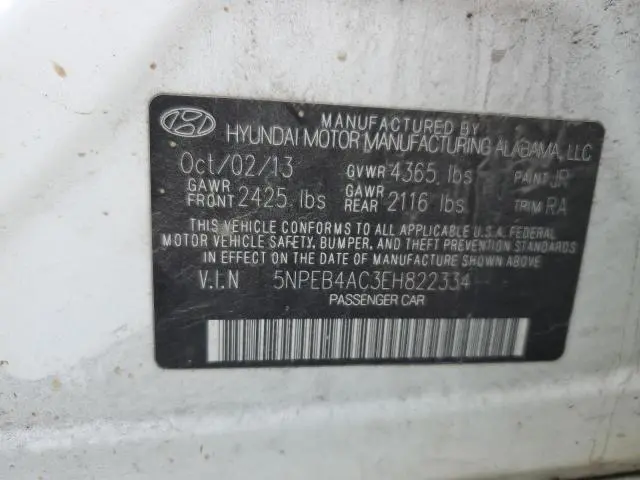 MANUFACTURED BY
HYUNDAI MOTOR MANUFACTURING ALABAMA, LLC
Oct/02/13 GVWR 4365 lbs PAINT JR
GAWR FRONT 2425 lbs GAWR REAR 2116 lbs TRIM RA
THIS VEHICLE CONFORMS TO ALL APPLICABLE U.S.A. FEDERAL
MOTOR VEHICLE SAFETY, BUMPER, AND THEFT PREVENTION STANDARDS
IN EFFECT ON THE DATE OF MANUFACTURE SHOWN ABOVE.
V.I.N 5NPEB4AC3EH822334
PASSENGER CAR